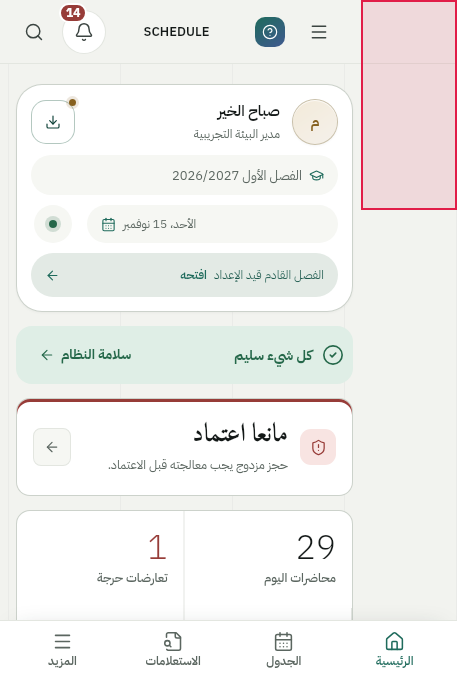 14
SCHEDULE
صباح الخير
مدير البيئة التجريبية
م
الفصل الأول 2026/2027
الأحد، 15 نوفمبر
الفصل القادم قيد الإعداد افتحه
كل شيء سليم
سلامة النظام
مانعا اعتماد
حجز مزدوج يجب معالجته قبل الاعتماد.
29
محاضرات اليوم
1
تعارضات حرجة
الرئيسية
الجدول
الاستعلامات
المزيد